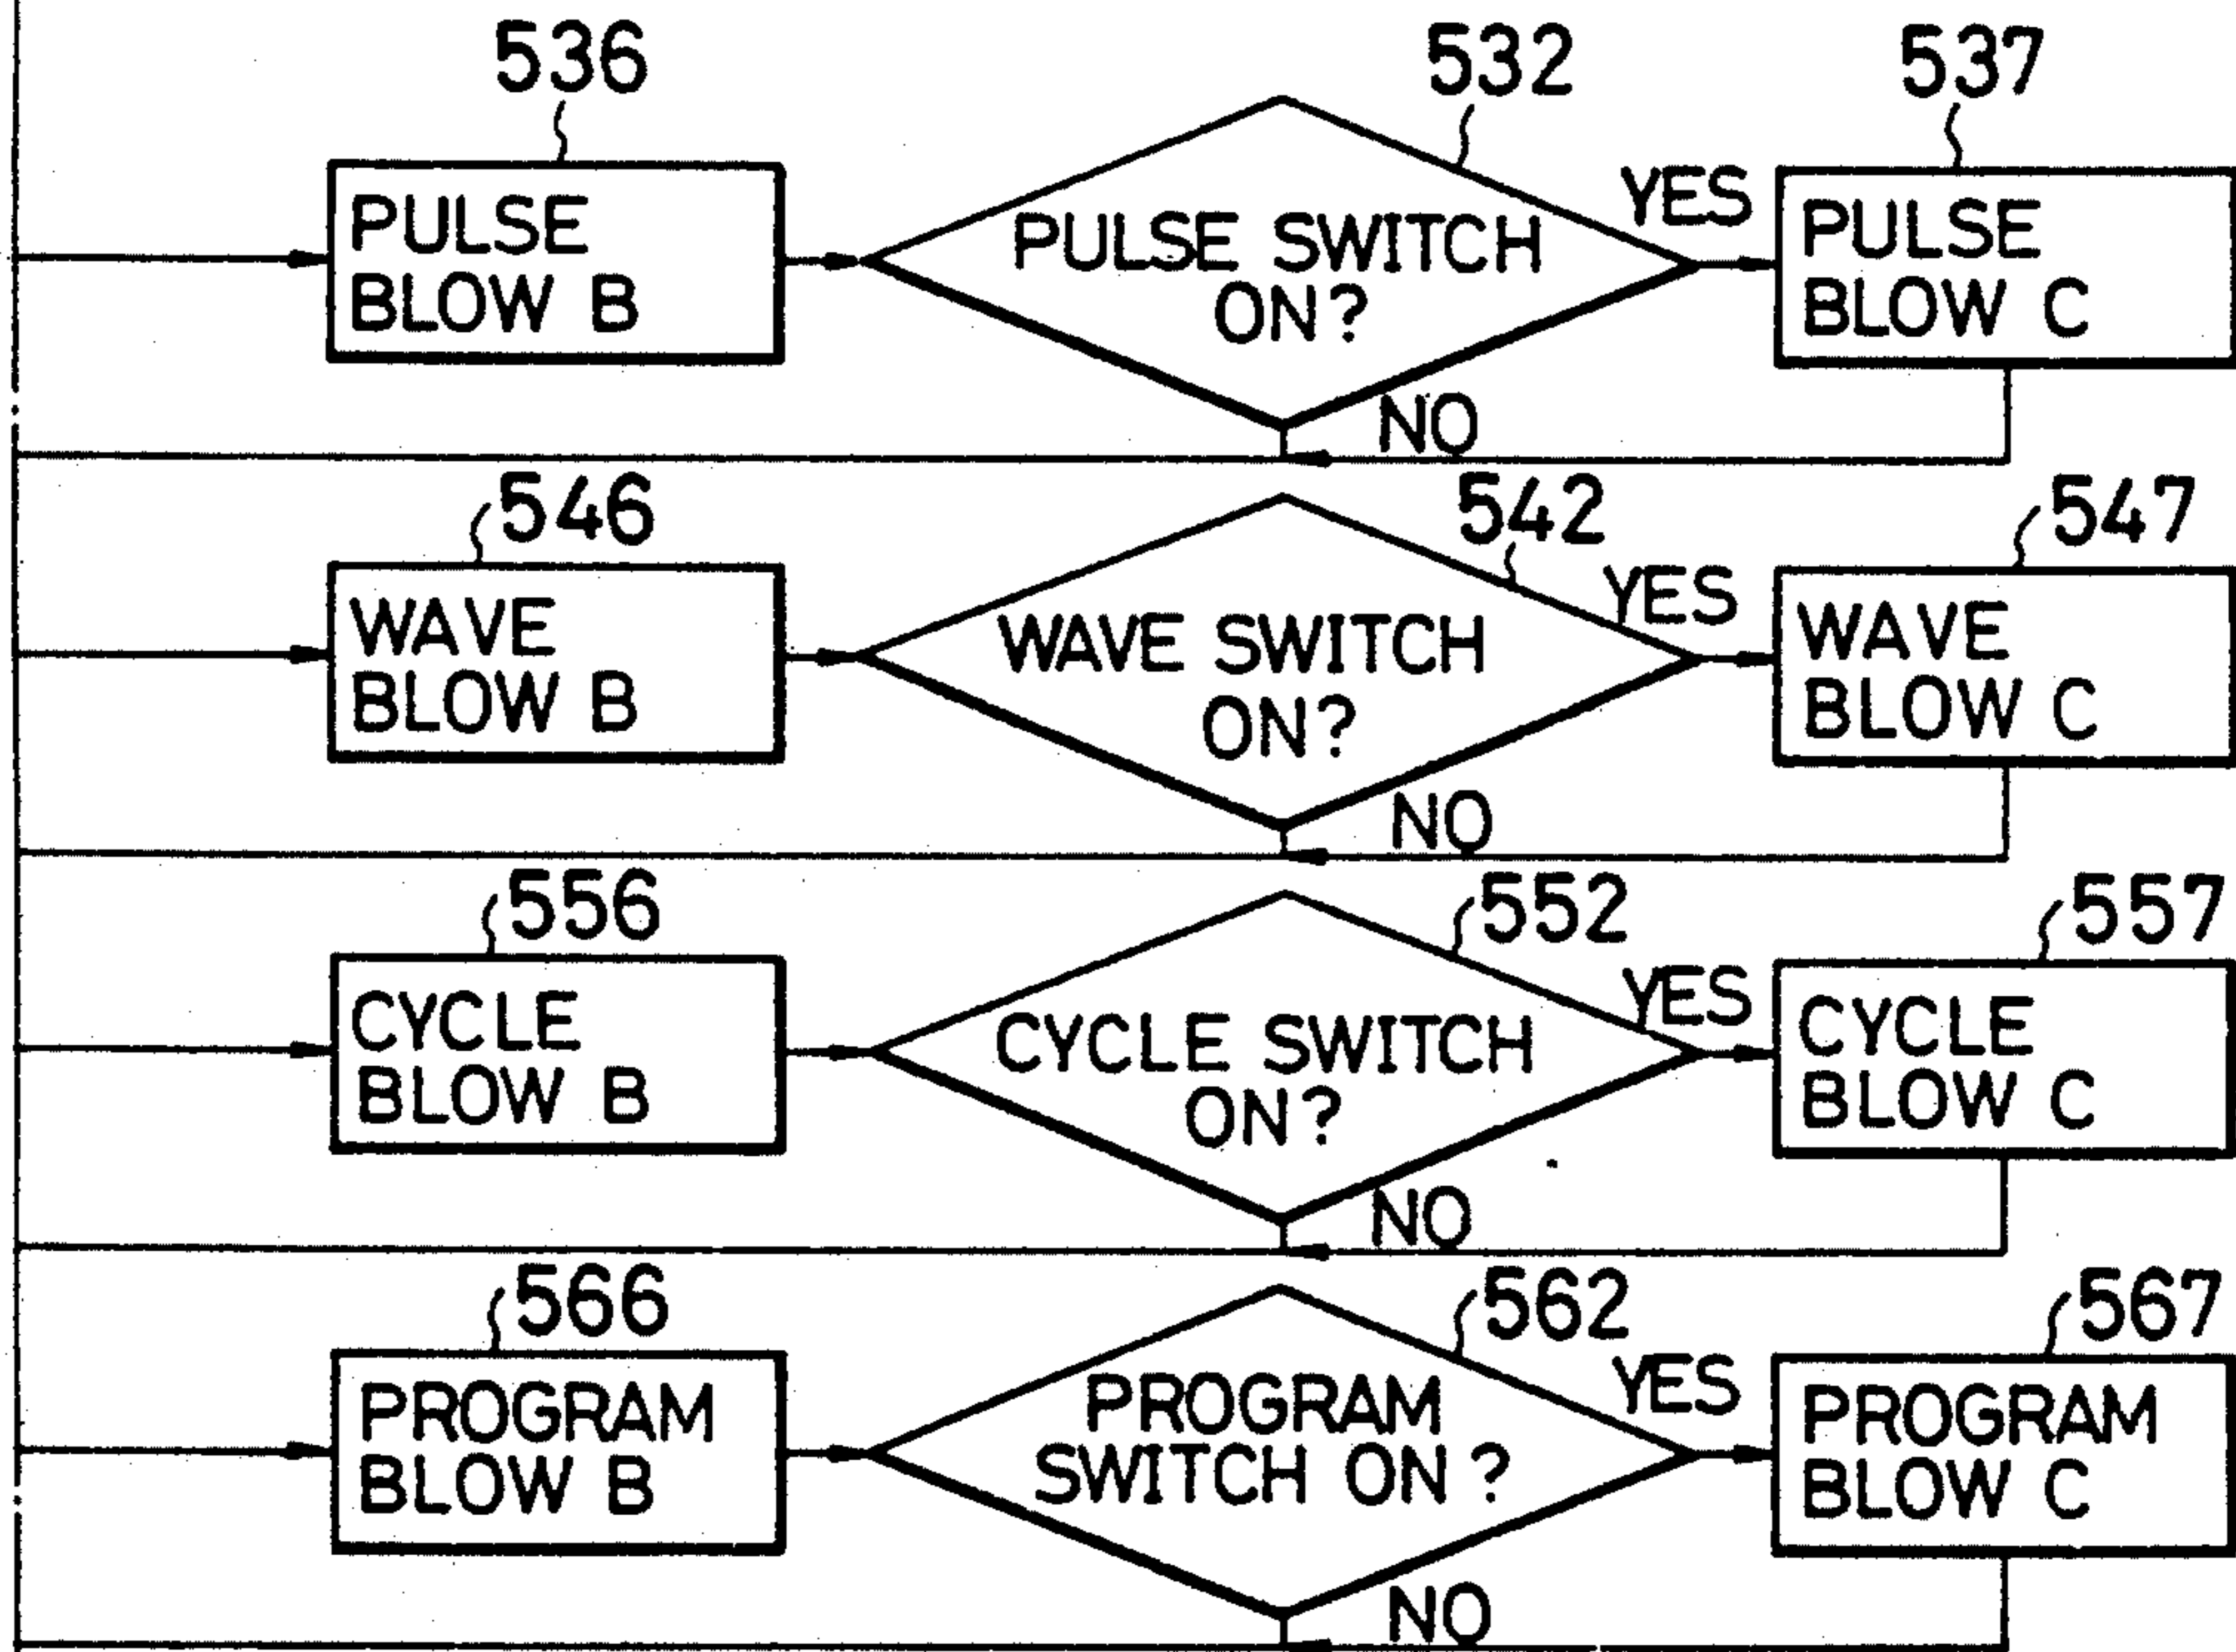 536
532
537
PULSE
BLOW B
PULSE SWITCH
ON?
YES
PULSE
BLOW C
NO
546
542
547
WAVE
BLOW B
WAVE SWITCH
ON?
YES
WAVE
BLOW C
NO
556
552
557
CYCLE
BLOW B
CYCLE SWITCH
ON?
YES
CYCLE
BLOW C
NO
566
562
567
PROGRAM
BLOW B
PROGRAM
SWITCH ON ?
YES
PROGRAM
BLOW C
NO